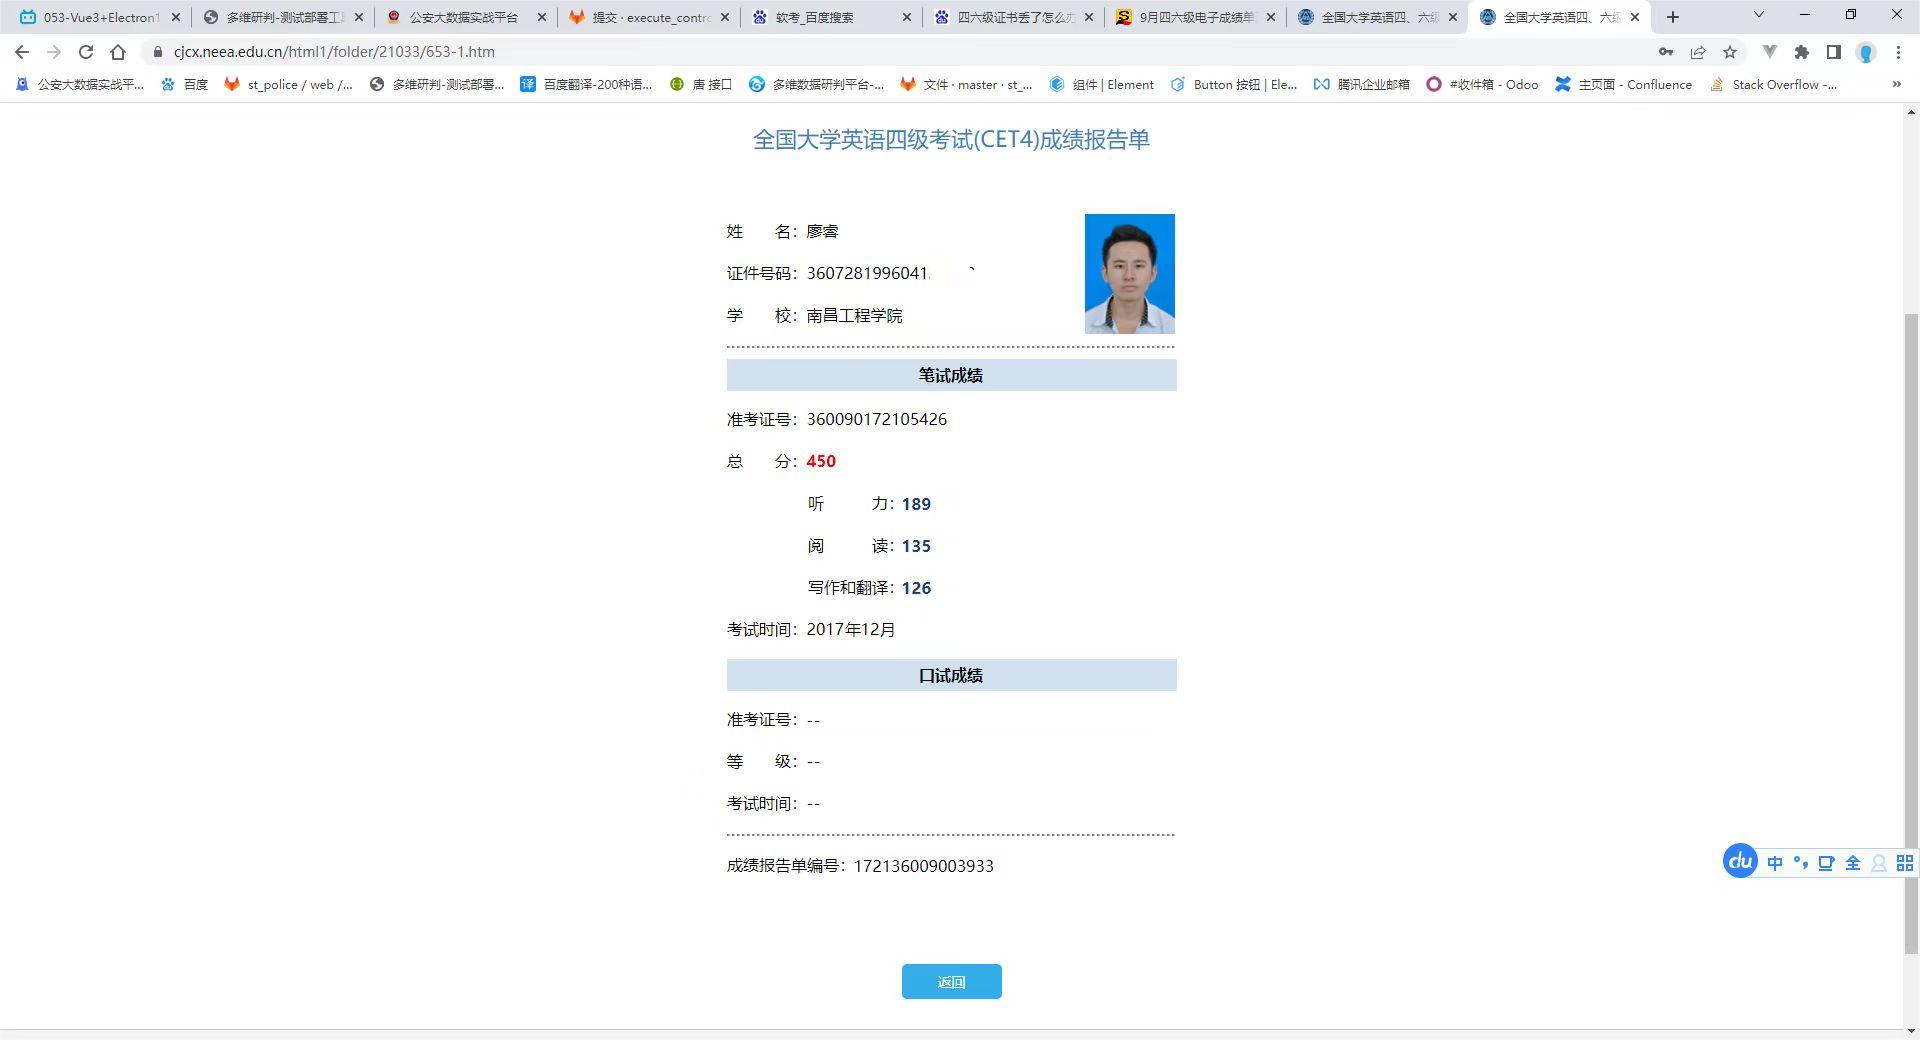 053-Vue3+Electron1
多维研判-测试部署工
公安大数据实战平台
提交 · execute_contro
软考_百度搜索
四六级证书丢了怎么办
9月四六级电子成绩单
全国大学英语四、六级
全国大学英语四、六级
cjcx.neea.edu.cn/html1/folder/21033/653-1.htm
公安大数据实战平...
百度
st_police / web /...
多维研判-测试部署...
译 百度翻译-200种语...
唐 接口
多维数据研判平台-...
文件 · master · st_...
组件 | Element
Button 按钮 | Ele...
腾讯企业邮箱
#收件箱 - Odoo
主页面 - Confluence
Stack Overflow -...
全国大学英语四级考试(CET4)成绩报告单
姓 名：廖睿
证件号码：3607281996041
学 校：南昌工程学院
笔试成绩
准考证号：360090172105426
总 分：450
听 力：189
阅 读：135
写作和翻译：126
考试时间：2017年12月
口试成绩
准考证号：--
等 级：--
考试时间：--
成绩报告单编号：172136009003933
du 中 °, 全
返回